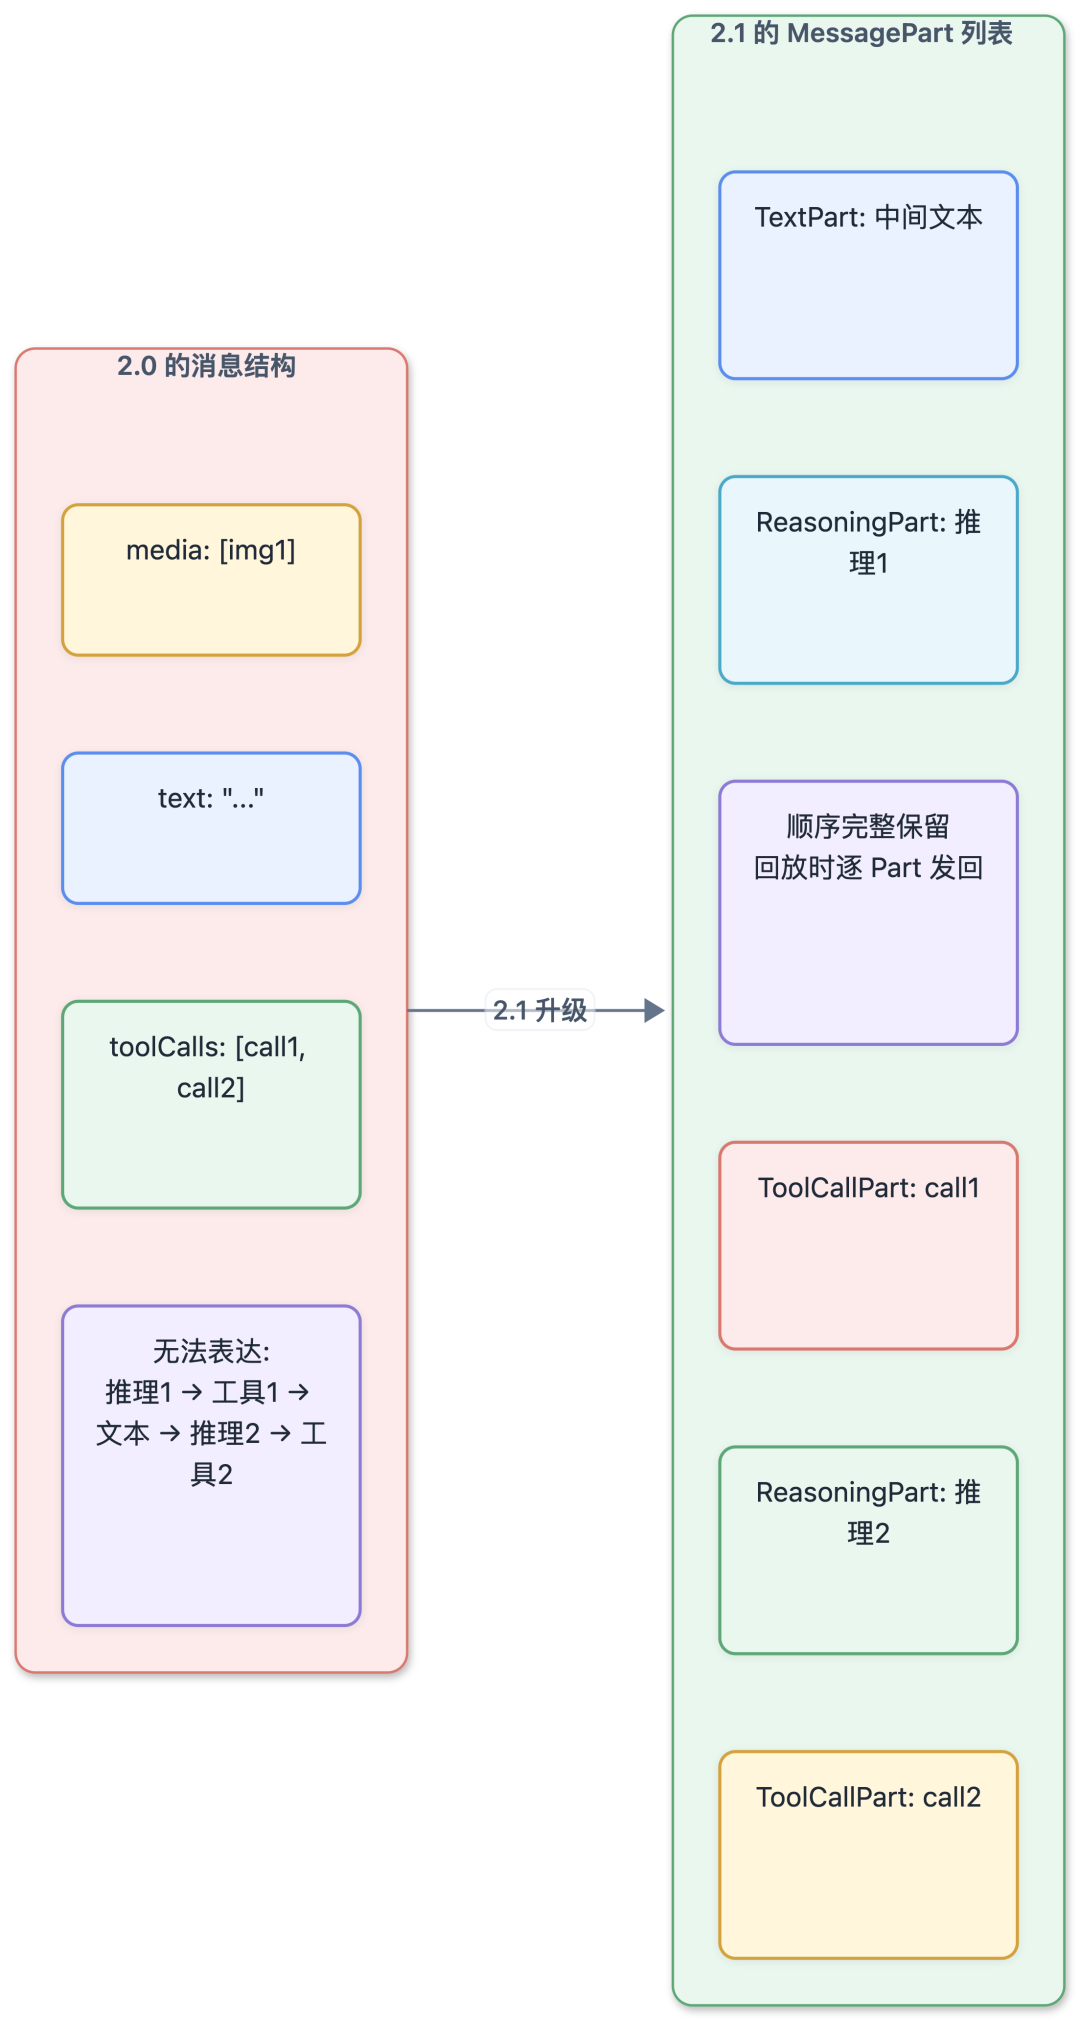 2.0 的消息结构
media: [img1]
text: "..."
toolCalls: [call1,
call2]
无法表达:
推理1 → 工具1 →
文本 → 推理2 → 工
具2
2.1 升级
2.1 的 MessagePart 列表
TextPart: 中间文本
ReasoningPart: 推
理1
顺序完整保留
回放时逐 Part 发回
ToolCallPart: call1
ReasoningPart: 推
理2
ToolCallPart: call2